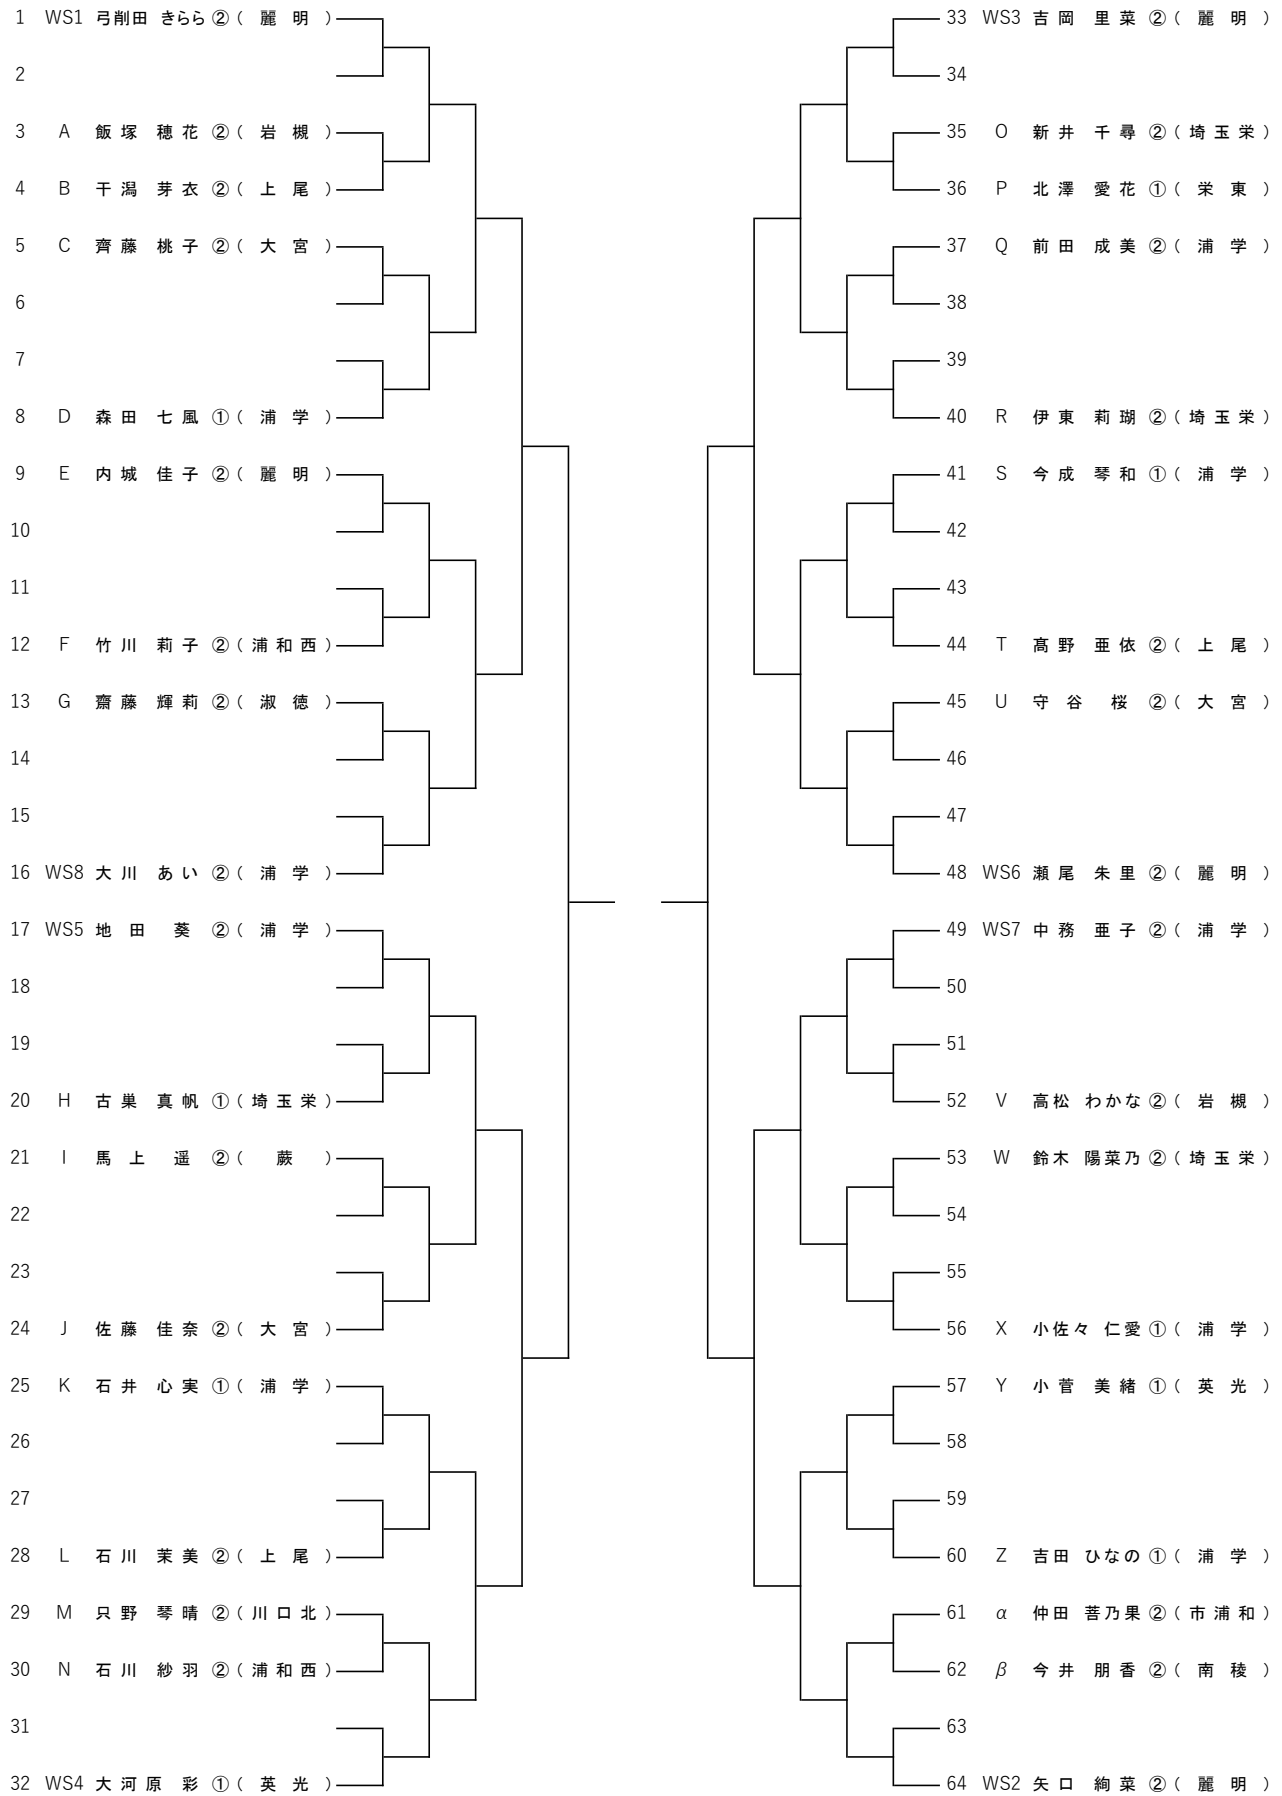 1 WS1 弓削田 きらら ② ( 麗 明 )
2
3 A 飯 塚 穂 花 ② ( 岩 槻 )
4 B 干 潟 芽 衣 ② ( 上 尾 )
5 C 齊 藤 桃 子 ② ( 大 宮 )
6
7
8 D 森 田 七 風 ① ( 浦 学 )
9 E 内 城 佳 子 ② ( 麗 明 )
10
11
12 F 竹 川 莉 子 ② ( 浦 和 西 )
13 G 齋 藤 輝 莉 ② ( 淑 徳 )
14
15
16 WS8 大 川 あ い ② ( 浦 学 )
17 WS5 地 田 葵 ② ( 浦 学 )
18
19
20 H 古 巣 真 帆 ① ( 埼 玉 栄 )
21 I 馬 上 遥 ② ( 蕨 )
22
23
24 J 佐 藤 佳 奈 ② ( 大 宮 )
25 K 石 井 心 実 ① ( 浦 学 )
26
27
28 L 石 川 茉 美 ② ( 上 尾 )
29 M 只 野 琴 晴 ② ( 川 口 北 )
30 N 石 川 紗 羽 ② ( 浦 和 西 )
31
32 WS4 大 河 原 彩 ① ( 英 光 )
33 WS3 吉 岡 里 菜 ② ( 麗 明 )
34
35 O 新 井 千 尋 ② ( 埼 玉 栄 )
36 P 北 澤 愛 花 ① ( 栄 東 )
37 Q 前 田 成 美 ② ( 浦 学 )
38
39
40 R 伊 東 莉 瑚 ② ( 埼 玉 栄 )
41 S 今 成 琴 和 ① ( 浦 学 )
42
43
44 T 髙 野 亜 依 ② ( 上 尾 )
45 U 守 谷 桜 ② ( 大 宮 )
46
47
48 WS6 瀬 尾 朱 里 ② ( 麗 明 )
49 WS7 中 務 亜 子 ② ( 浦 学 )
50
51
52 V 高松 わかな ② ( 岩 槻 )
53 W 鈴木 陽菜乃 ② ( 埼 玉 栄 )
54
55
56 X 小佐々 仁愛 ① ( 浦 学 )
57 Y 小 菅 美 緒 ① ( 英 光 )
58
59
60 Z 吉田 ひなの ① ( 浦 学 )
61 α 仲田 菩乃果 ② ( 市 浦 和 )
62 β 今 井 朋 香 ② ( 南 稜 )
63
64 WS2 矢 口 絢 菜 ② ( 麗 明 )